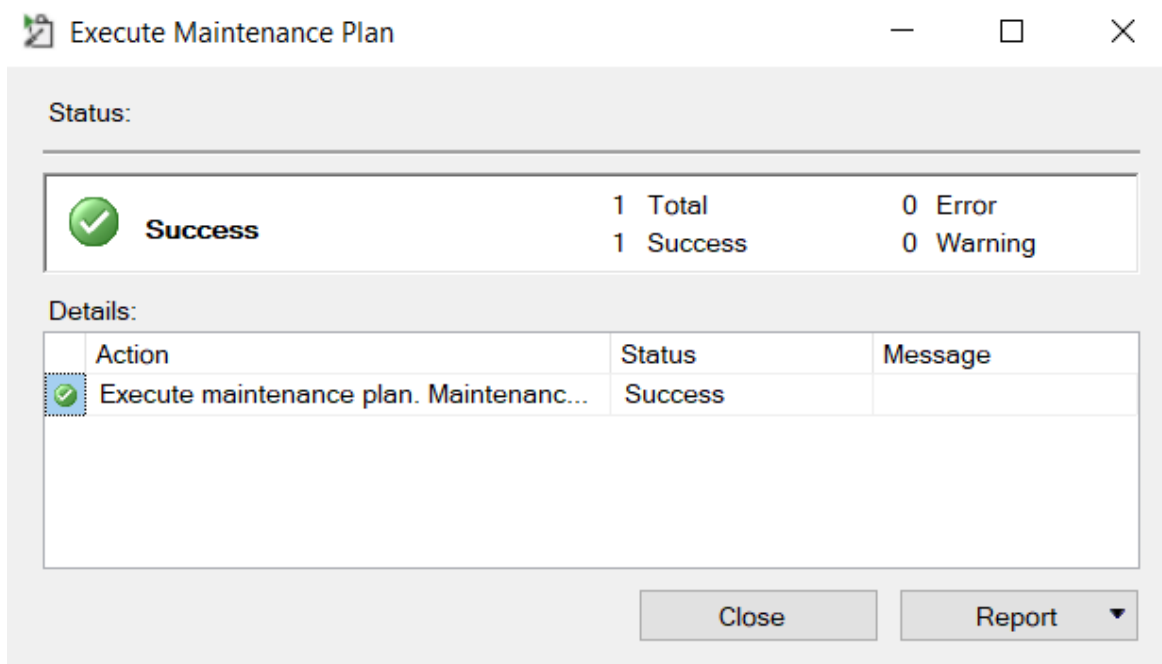 Execute Maintenance Plan
Status:
Success
1 Total
0 Error
1 Success
0 Warning
Details:
Action Status Message
Execute maintenance plan. Maintenanc... Success
Close Report